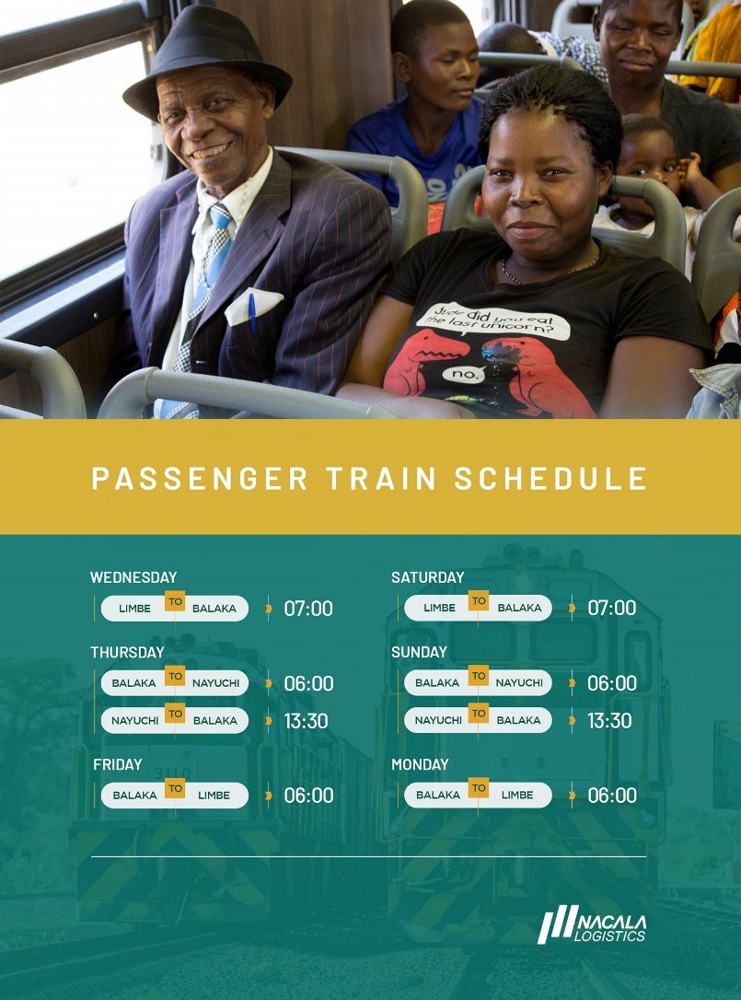 Dude did you eat
the last unicorn?
no.
PASSENGER TRAIN SCHEDULE
WEDNESDAY
LIMBE TO BALAKA 07:00
THURSDAY
BALAKA TO NAYUCHI 06:00
NAYUCHI TO BALAKA 13:30
FRIDAY
3110
BALAKA TO LIMBE 06:00
SATURDAY
LIMBE TO BALAKA 07:00
SUNDAY
BALAKA TO NAYUCHI 06:00
NAYUCHI TO BALAKA 13:30
MONDAY
BALAKA TO LIMBE 06:00
NACALA
LOGISTICS